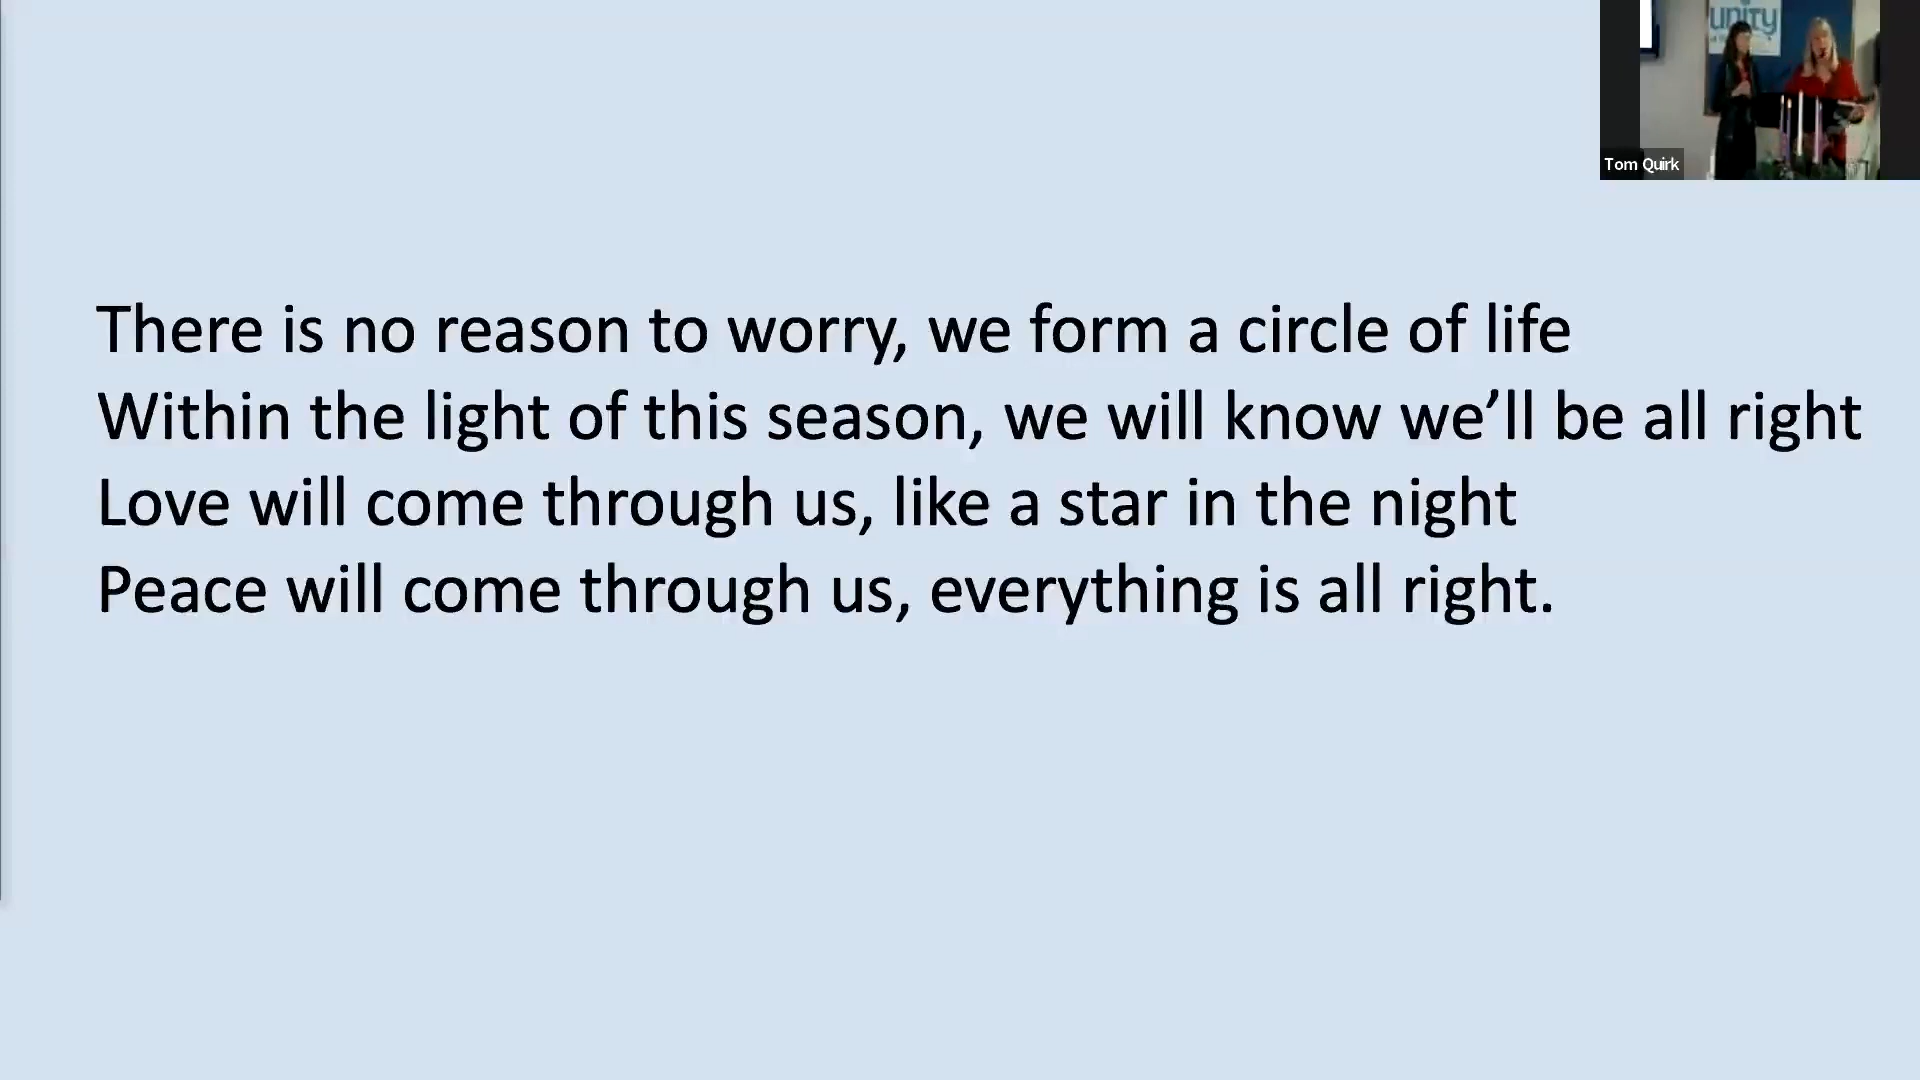 unity
Tom Quirk
There is no reason to worry, we form a circle of life
Within the light of this season, we will know we’ll be all right
Love will come through us, like a star in the night
Peace will come through us, everything is all right.